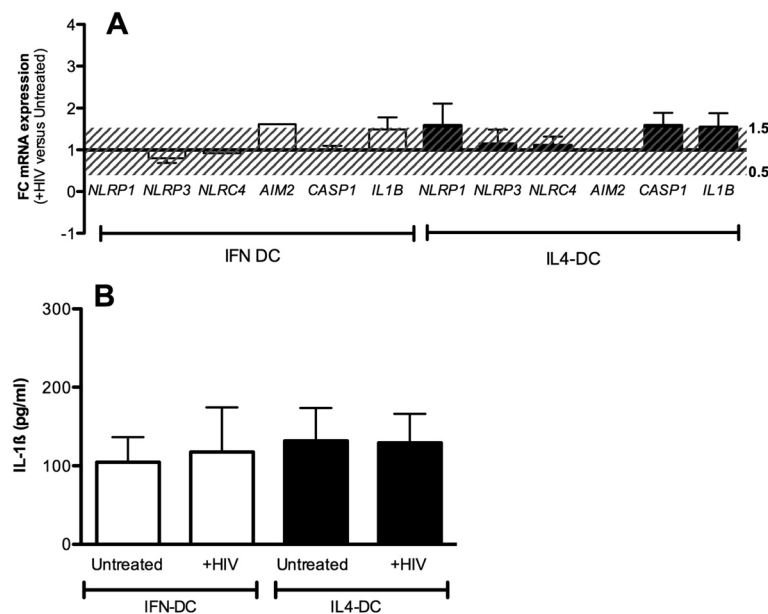 A
FC mRNA expression
(+HIV versus Untreated)
4
3
2
1
0
-1
1.5
0.5
NLRP1 NLRP3 NLRC4 AIM2 CASP1 IL1B NLRP1 NLRP3 NLRC4 AIM2 CASP1 IL1B
IFN DC IL4-DC
B
IL-1ß (pg/ml)
300
200
100
0
Untreated +HIV Untreated +HIV
IFN-DC IL4-DC